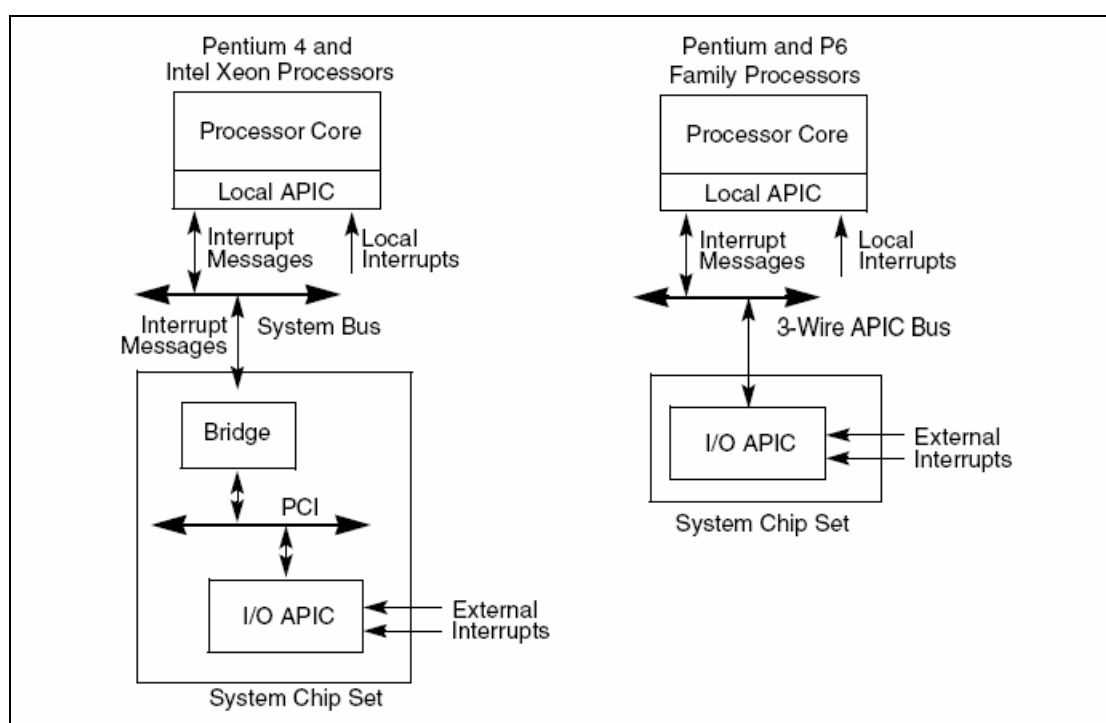 Pentium 4 and
Intel Xeon Processors
Processor Core
Local APIC
Interrupt
Messages
Local
Interrupts
Interrupt
Messages
System Bus
Bridge
PCI
I/O APIC
External
Interrupts
System Chip Set
Pentium and P6
Family Processors
Processor Core
Local APIC
Interrupt
Messages
Local
Interrupts
3-Wire APIC Bus
I/O APIC
External
Interrupts
System Chip Set